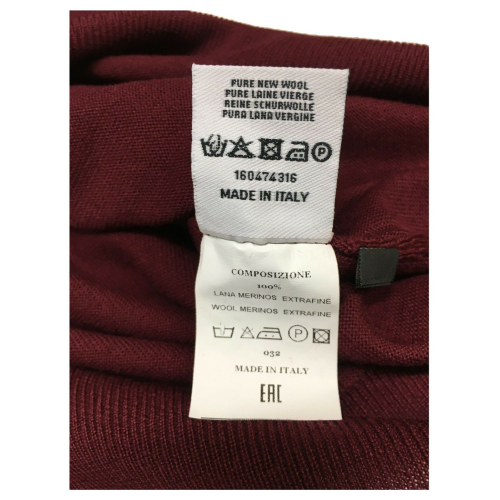 PURE NEW WOOL
PURE LAINE VIERGE
REINE SCHURWOLLE
PURA LANA VERGINE
P
160474316
MADE IN ITALY
COMPOSIZIONE
100%
LANA MERINOS EXTRAFINE
WOOL MERINOS EXTRAFINE
P
032
MADE IN ITALY
EAC